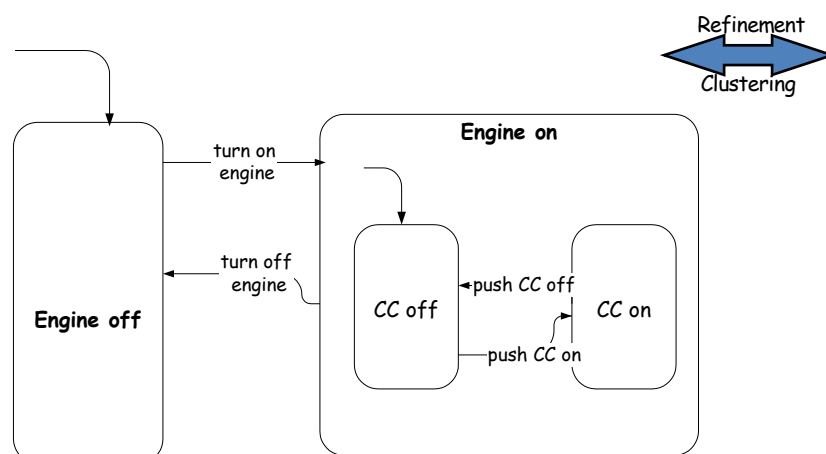 Refinement
Clustering
Engine on
turn on
engine
turn off
engine
push CC off
Engine off
CC off
CC on
push CC on